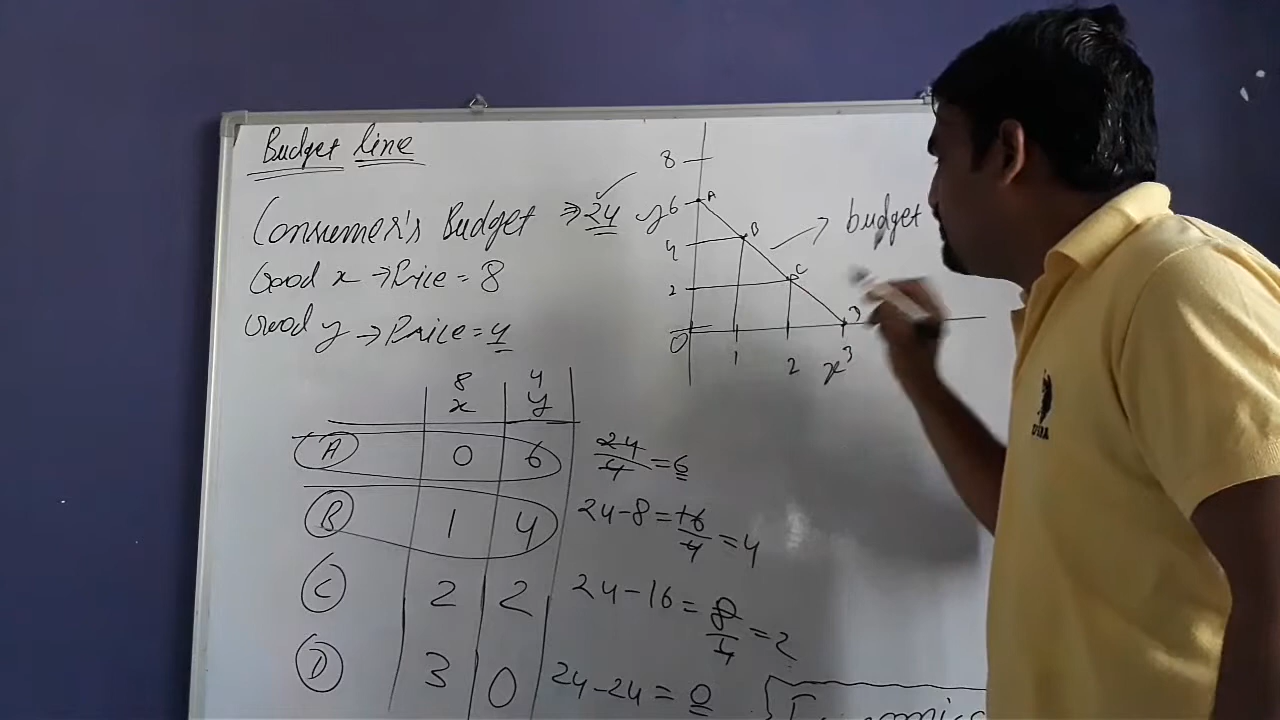 Budget line
Consumer's Budget ⇒ 24
Good x → Price = 8
Good y → Price = 4
8
y 6 A
4 B
2 C
0 1 2 3 D
x
→ budget
8 4
x y
A 0 6 24/4 = 6
B 1 4 24-8 = 16/4 = 4
C 2 2 24-16 = 8/4 = 2
D 3 0 24-24 = 0